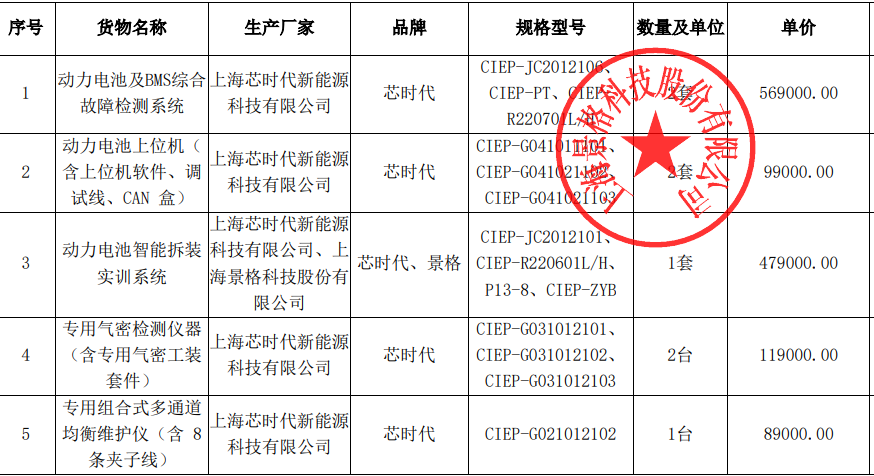 序号 货物名称 生产厂家 品牌 规格型号 数量及单位 单价
1
动力电池及BMS综合
故障检测系统
上海芯时代新能源
科技有限公司
芯时代
CIEP-JC2012106、
CIEP-PT、CIEP-
R220701L/H
569000.00
2
动力电池上位机（
含上位机软件、调
试线、CAN 盒）
上海芯时代新能源
科技有限公司
芯时代
CIEP-G041011101、
CIEP-G041021102、
CIEP-G041021103
2套
99000.00
3
动力电池智能拆装
实训系统
上海芯时代新能源
科技有限公司、上
海景格科技股份有
限公司
芯时代、景格
CIEP-JC2012101、
CIEP-R220601L/H、
P13-8、CIEP-ZYB
1套
479000.00
4
专用气密检测仪器
（含专用气密工装
套件）
上海芯时代新能源
科技有限公司
芯时代
CIEP-G031012101、
CIEP-G031012102、
CIEP-G031012103
2台
119000.00
5
专用组合式多通道
均衡维护仪（含 8
条夹子线）
上海芯时代新能源
科技有限公司
芯时代
CIEP-G021012102
1台
89000.00
上海景格科技股份有限公司